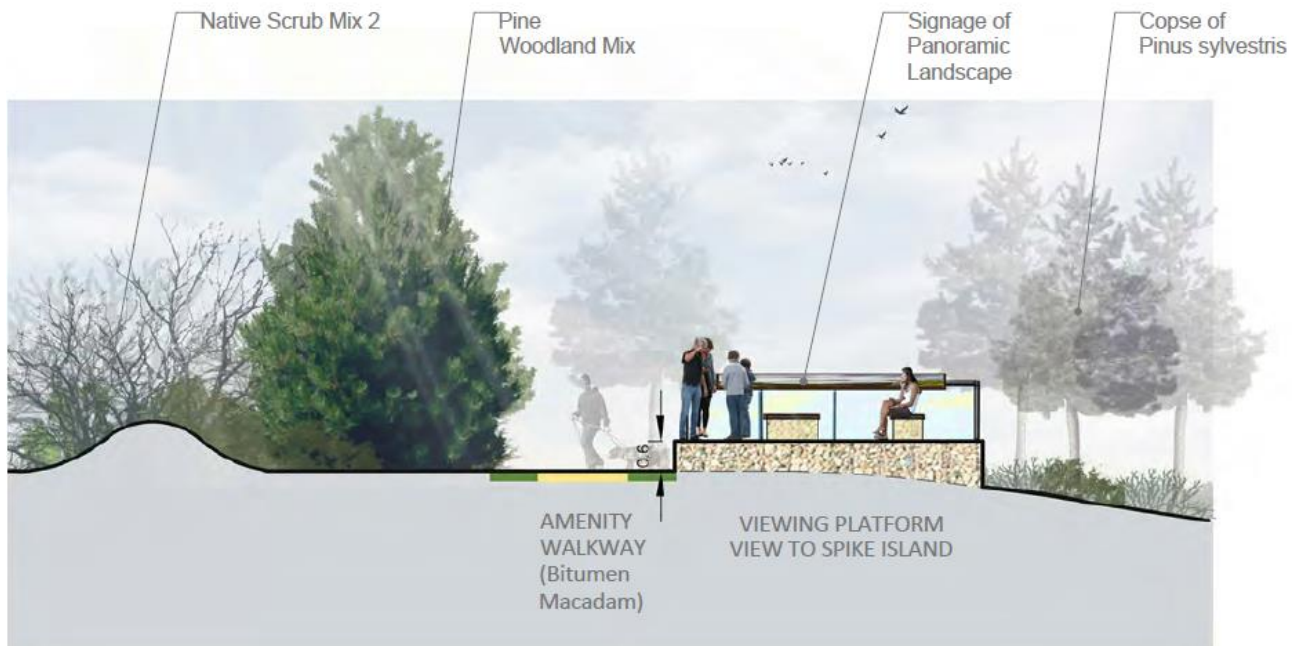 Native Scrub Mix 2
Pine
Woodland Mix
Signage of
Panoramic
Landscape
Copse of
Pinus sylvestris
0.6
AMENITY
WALKWAY
(Bitumen
Macadam)
VIEWING PLATFORM
VIEW TO SPIKE ISLAND